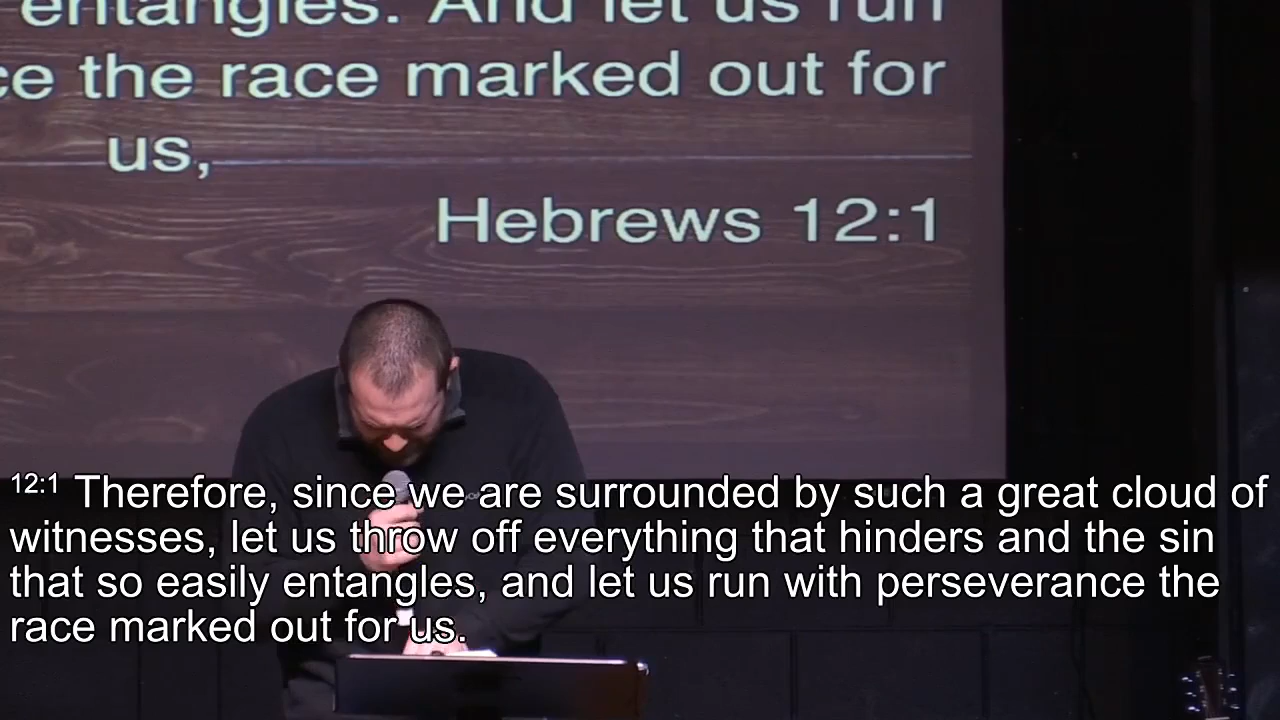 entangles. And let us run
ce the race marked out for
us,
Hebrews 12:1
12:1 Therefore, since we are surrounded by such a great cloud of
witnesses, let us throw off everything that hinders and the sin
that so easily entangles, and let us run with perseverance the
race marked out for us.